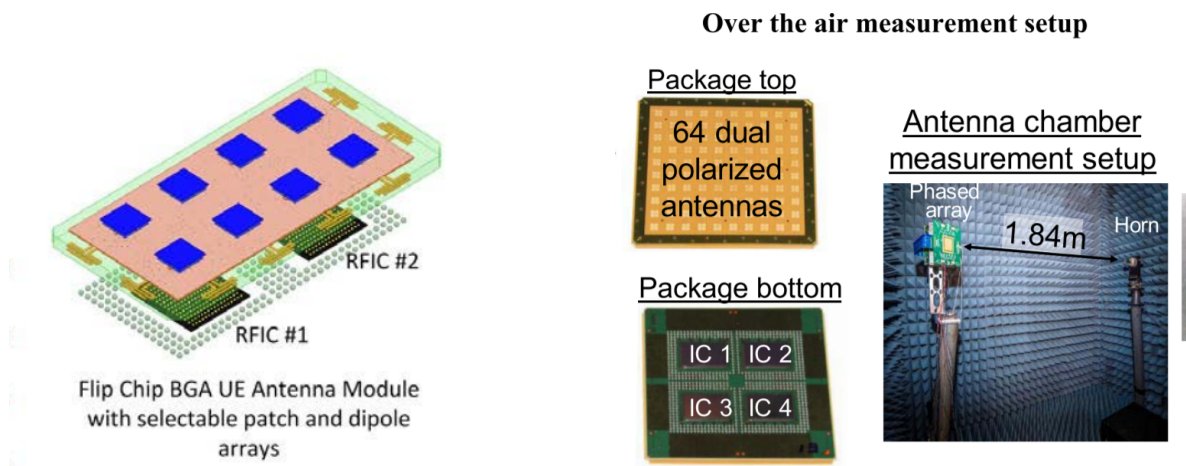 Over the air measurement setup
Package top
64 dual
polarized
antennas
Antenna chamber
measurement setup
Phased
array
Horn
1.84m
RFIC #2
RFIC #1
Package bottom
IC 1
IC 2
IC 3
IC 4
Flip Chip BGA UE Antenna Module
with selectable patch and dipole
arrays